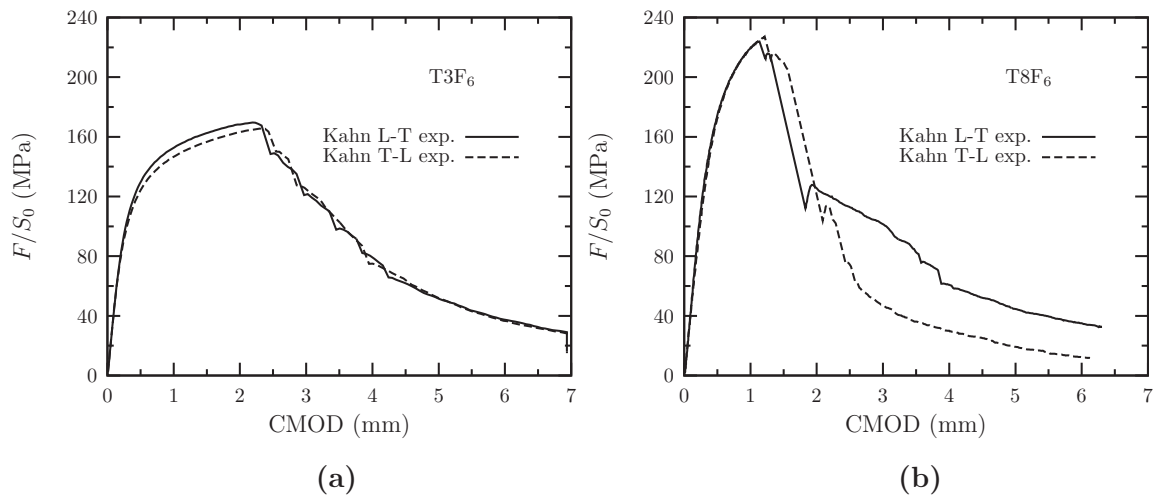 240
200
160
120
80
40
0
F/S0 (MPa)
T3F6
Kahn L-T exp.
Kahn T-L exp.
0 1 2 3 4 5 6 7
CMOD (mm)
(a)
240
200
160
120
80
40
0
F/S0 (MPa)
T8F6
Kahn L-T exp.
Kahn T-L exp.
0 1 2 3 4 5 6 7
CMOD (mm)
(b)